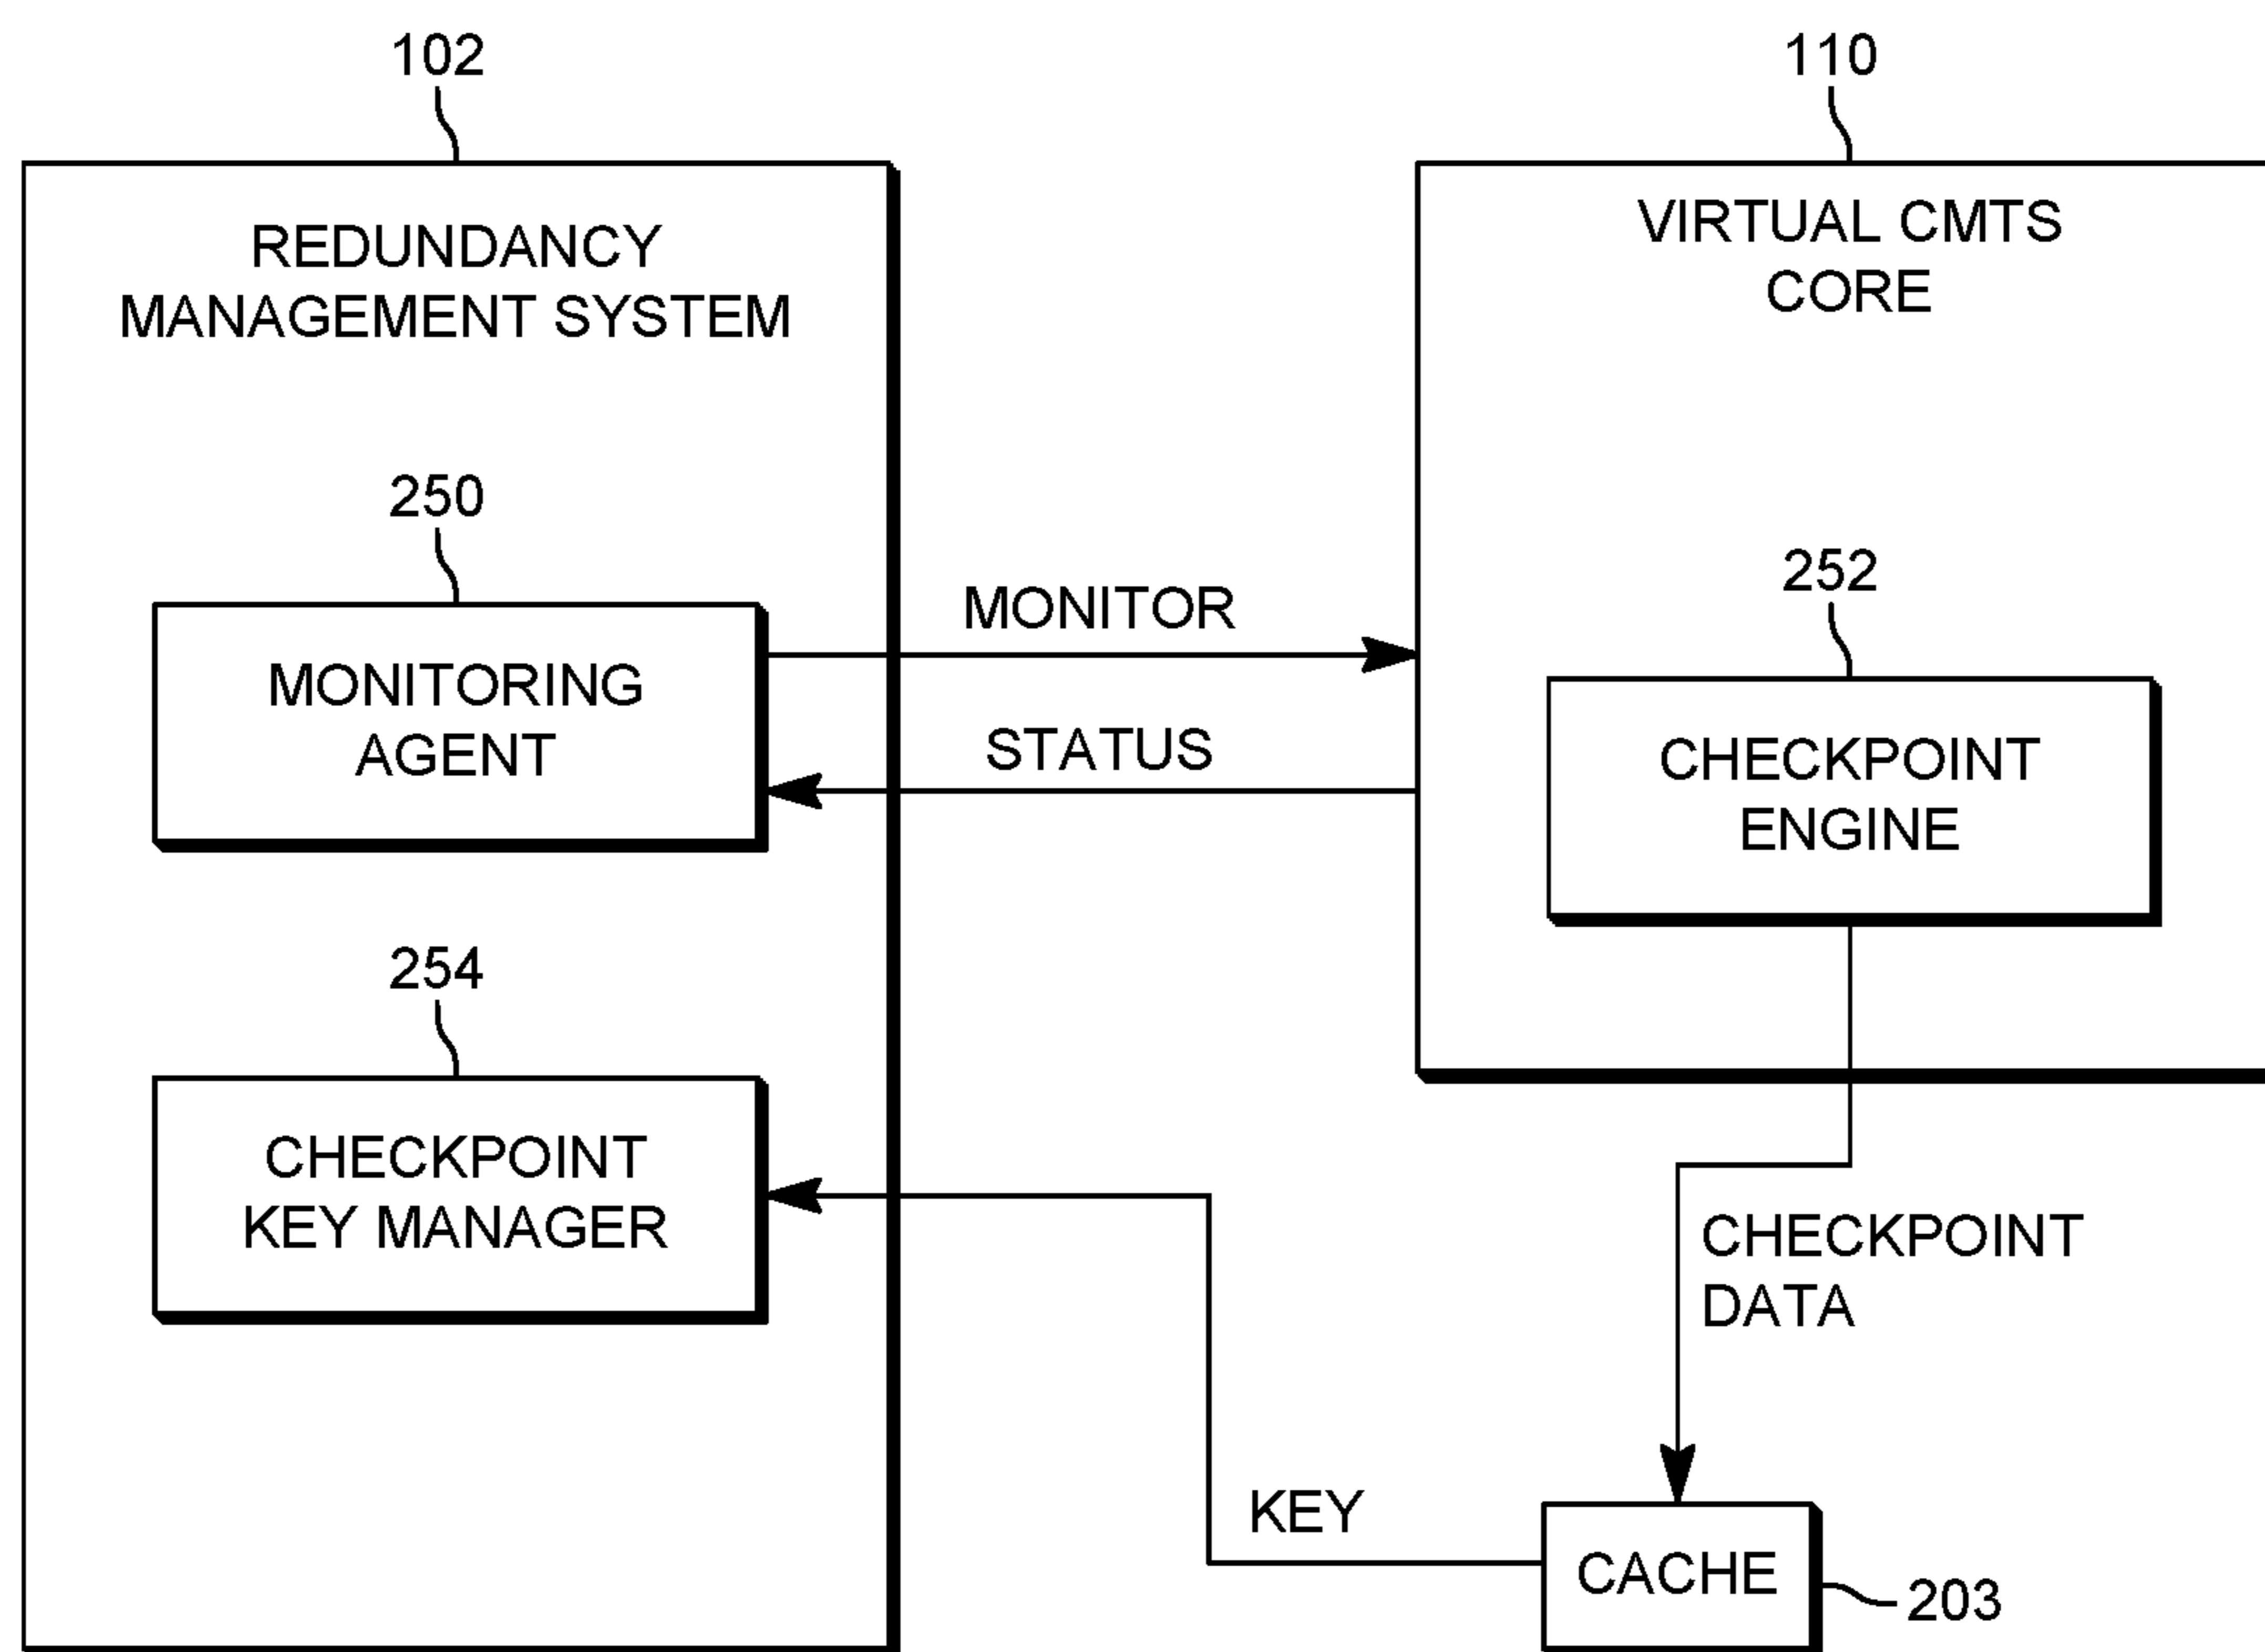 102
110
REDUNDANCY
MANAGEMENT SYSTEM
VIRTUAL CMTS
CORE
250
MONITORING
AGENT
MONITOR
STATUS
252
CHECKPOINT
ENGINE
254
CHECKPOINT
KEY MANAGER
CHECKPOINT
DATA
KEY
CACHE
203